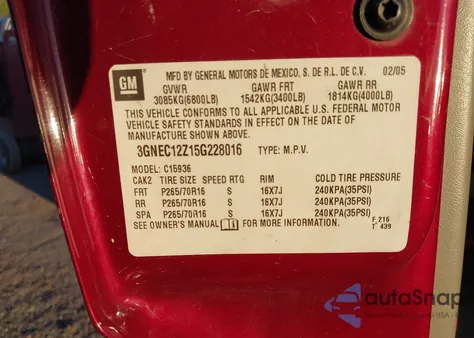 GM
MFD BY GENERAL MOTORS DE MEXICO, S. DE R.L. DE C.V. 02/05
GVWR GAWR FRT GAWR RR
3085KG(6800LB) 1542KG(3400LB) 1814KG(4000LB)
THIS VEHICLE CONFORMS TO ALL APPLICABLE U.S. FEDERAL MOTOR
VEHICLE SAFETY STANDARDS IN EFFECT ON THE DATE OF
MANUFACTURE SHOWN ABOVE.
3GNEC12Z15G228016 TYPE: M.P.V.
MODEL: C15936
CAK2 TIRE SIZE SPEED RTG RIM COLD TIRE PRESSURE
FRT P265/70R16 S 16X7J 240KPA(35PSI)
RR P265/70R16 S 16X7J 240KPA(35PSI)
SPA P265/70R16 S 16X7J 240KPA(35PSI)
SEE OWNER'S MANUAL FOR MORE INFORMATION.
F 216
T 439
autoSnap